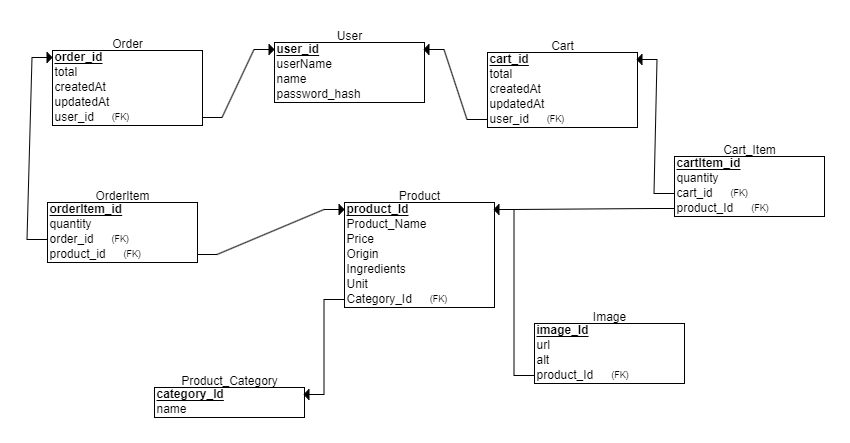 Order
order_id
total
createdAt
updatedAt
user_id (FK)
User
user_id
userName
name
password_hash
Cart
cart_id
total
createdAt
updatedAt
user_id (FK)
Cart_Item
cartItem_id
quantity
cart_id (FK)
product_Id (FK)
OrderItem
orderItem_id
quantity
order_id (FK)
product_id (FK)
Product
product_Id
Product_Name
Price
Origin
Ingredients
Unit
Category_Id (FK)
Image
image_Id
url
alt
product_Id (FK)
Product_Category
category_Id
name